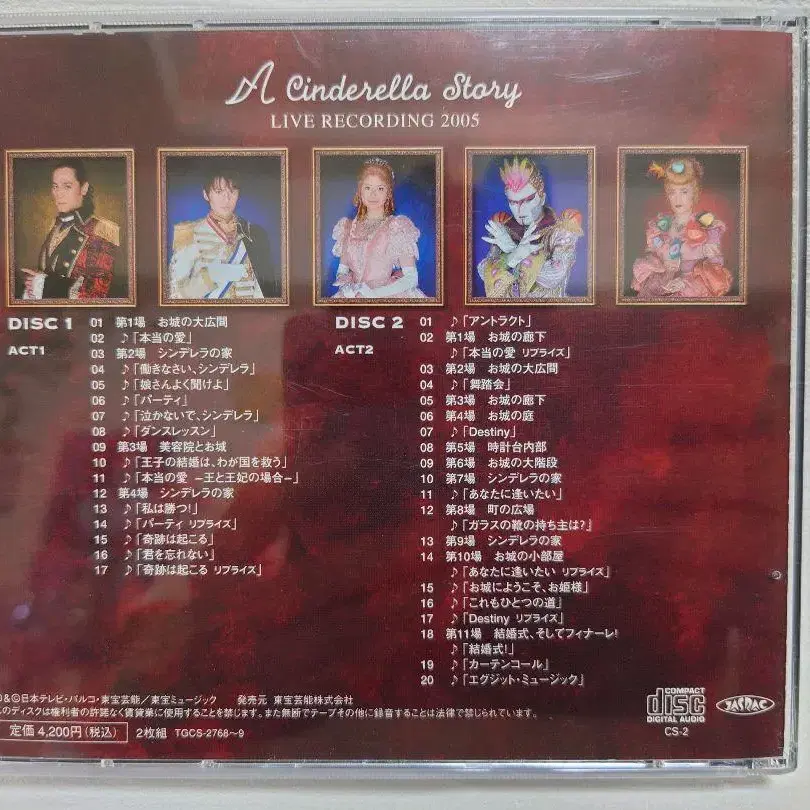 A Cinderella Story
LIVE RECORDING 2005
DISC 1
ACT1
01 第1場 お城の大広間
02 ♪「本当の愛」
03 第2場 シンデレラの家
04 ♪「働きなさい、シンデレラ」
05 ♪「娘さんよく聞けよ」
06 ♪「パーティ」
07 ♪「泣かないで、シンデレラ」
08 ♪「ダンスレッスン」
09 第3場 美容院とお城
10 ♪「王子の結婚は、わが国を救う」
11 ♪「本当の愛 −王と王妃の場合−」
12 第4場 シンデレラの家
13 ♪「私は勝つ!」
14 ♪「パーティ リプライズ」
15 ♪「奇跡は起こる」
16 ♪「君を忘れない」
17 ♪「奇跡は起こる リプライズ」
DISC 2
ACT2
01 ♪「アントラクト」
02 第1場 お城の廊下
♪「本当の愛 リプライズ」
03 第2場 お城の大広間
04 ♪「舞踏会」
05 第3場 お城の廊下
06 第4場 お城の庭
07 ♪「Destiny」
08 第5場 時計台内部
09 第6場 お城の大階段
10 第7場 シンデレラの家
11 ♪「あなたに逢いたい」
12 第8場 町の広場
♪「ガラスの靴の持ち主は?」
13 第9場 シンデレラの家
14 第10場 お城の小部屋
♪「あなたに逢いたい リプライズ」
15 ♪「お城にようこそ、お姫様」
16 ♪「これもひとつの道」
17 ♪「Destiny リプライズ」
18 第11場 結婚式、そしてフィナーレ!
♪「結婚式!」
19 ♪「カーテンコール」
20 ♪「エグジット・ミュージック」
&©日本テレビ・パルコ・東宝芸能/東宝ミュージック 発売元 東宝芸能株式会社
のディスクは権利者の許諾なく賃貸業に使用することを禁じます。また無断でテープその他に録音することは法律で禁じられています。
定価 4,200円(税込) 2枚組 TGCS-2768〜9
COMPACT
disc
DIGITAL AUDIO
CS-2
JASRAC